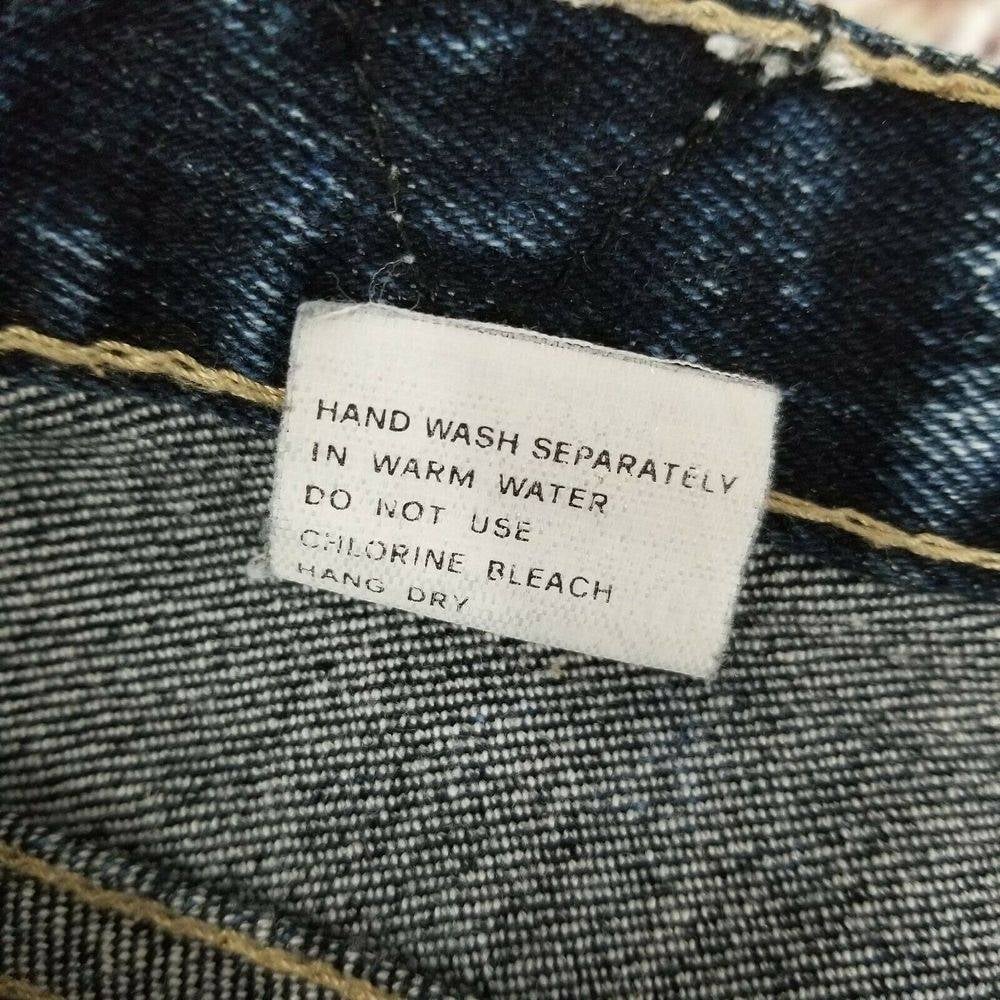 HAND WASH SEPARATELY
IN WARM WATER
DO NOT USE
CHLORINE BLEACH
HANG DRY